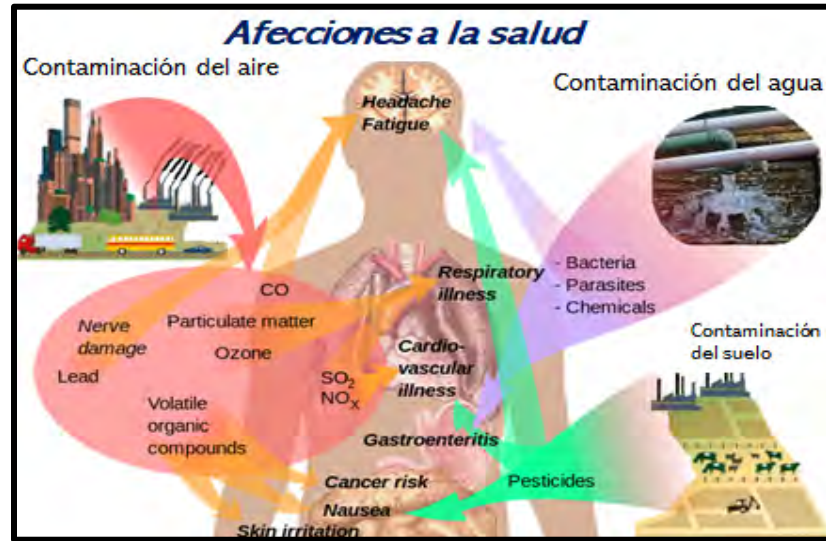 Afecciones a la salud
Contaminación del aire
Contaminación del agua
Headache
Fatigue
CO
Respiratory
illness
- Bacteria
- Parasites
- Chemicals
Nerve
damage
Particulate matter
Ozone
Lead
Cardio-
vascular
illness
SO₂
NOₓ
Contaminación
del suelo
Volatile
organic
compounds
Gastroenteritis
Cancer risk
Pesticides
Nausea
Skin irritation